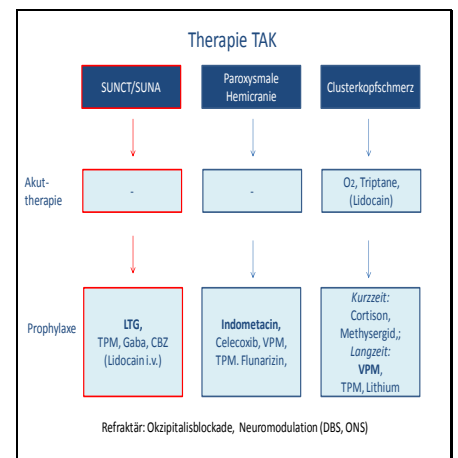 Therapie TAK
SUNCT/SUNA
Paroxysmale
Hemicranie
Clusterkopfschmerz
Akut-
therapie
-
-
O2, Triptane,
(Lidocain)
Prophylaxe
LTG,
TPM, Gaba, CBZ
(Lidocain i.v.)
Indometacin,
Celecoxib, VPM,
TPM. Flunarizin,
Kurzzeit:
Cortison,
Methysergid,;
Langzeit:
VPM,
TPM, Lithium
Refraktär: Okzipitalisblockade, Neuromodulation (DBS, ONS)